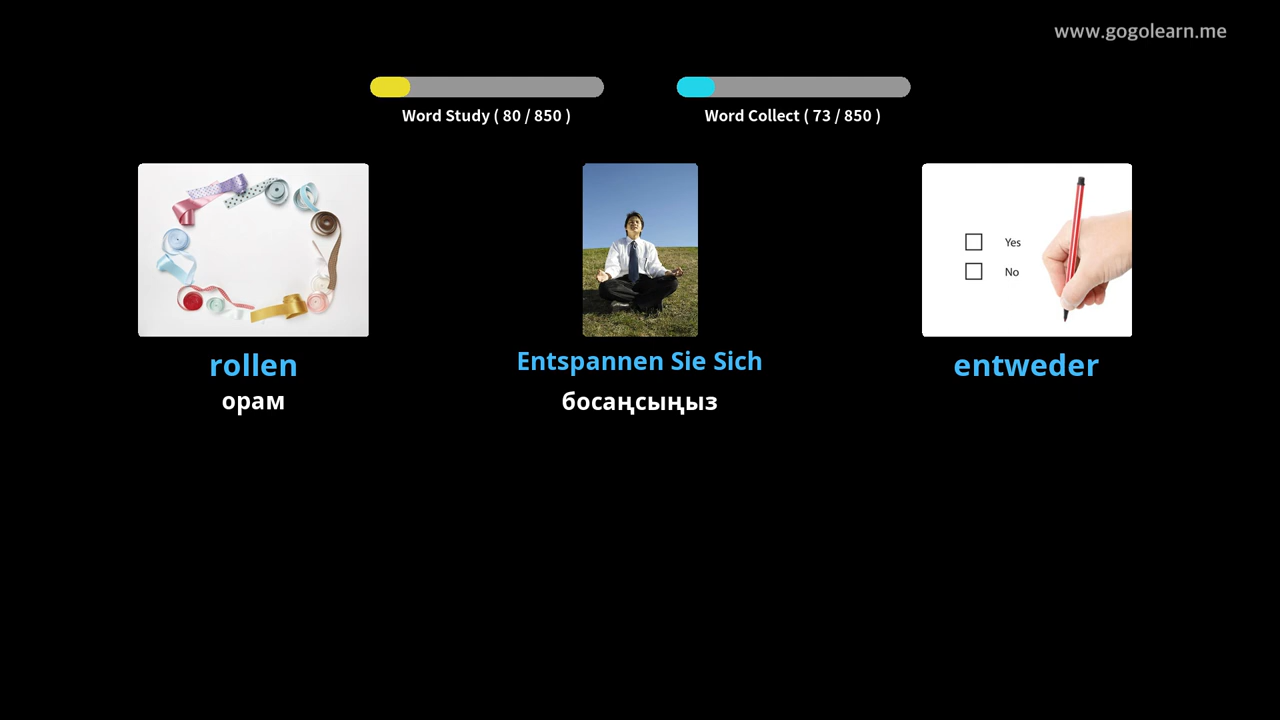 www.gogolearn.me
Word Study ( 80 / 850 )
Word Collect ( 73 / 850 )
Yes
No
rollen
орам
Entspannen Sie Sich
босаңсыңыз
entweder